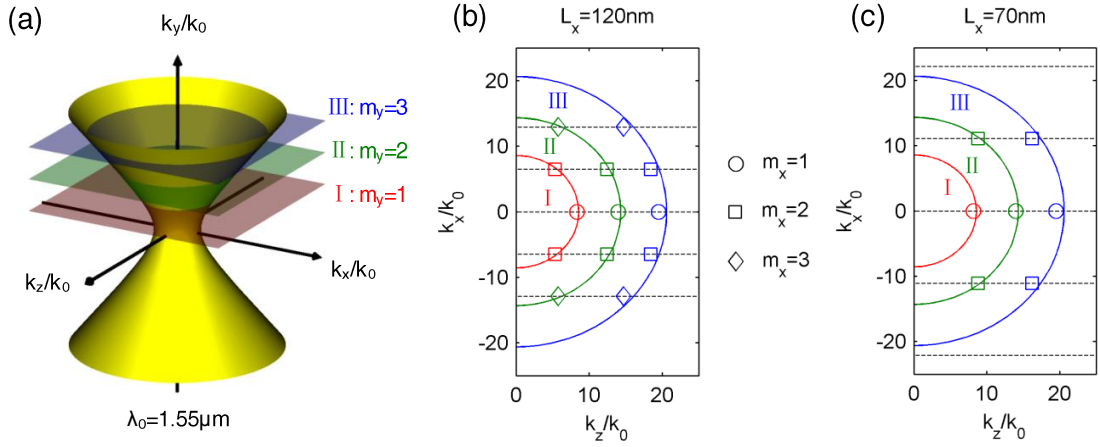 (a)
k_y/k_0
III: m_y=3
II: m_y=2
I: m_y=1
k_x/k_0
k_z/k_0
λ_0=1.55μm
(b)
L_x=120nm
k_x/k_0
20
10
0
-10
-20
III
II
I
0 10 20
k_z/k_0
m_x=1
m_x=2
m_x=3
(c)
L_x=70nm
k_x/k_0
20
10
0
-10
-20
III
II
I
0 10 20
k_z/k_0